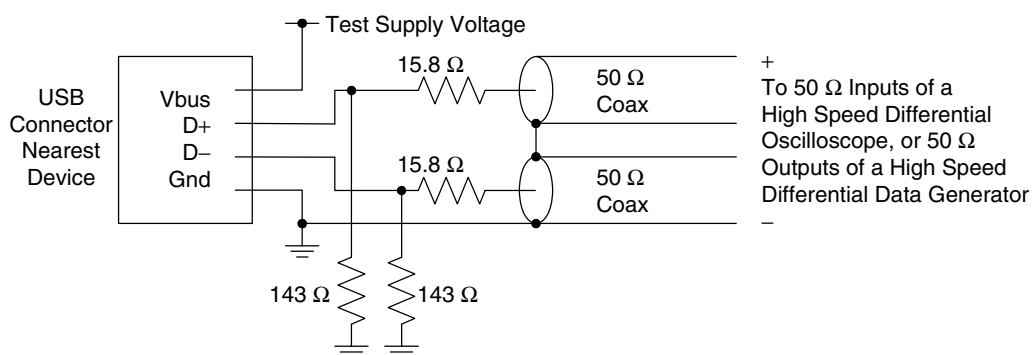 Test Supply Voltage
USB
Connector
Nearest
Device
Vbus
D+
D−
Gnd
15.8 Ω
15.8 Ω
50 Ω
Coax
50 Ω
Coax
143 Ω
143 Ω
+
To 50 Ω Inputs of a
High Speed Differential
Oscilloscope, or 50 Ω
Outputs of a High Speed
Differential Data Generator
−